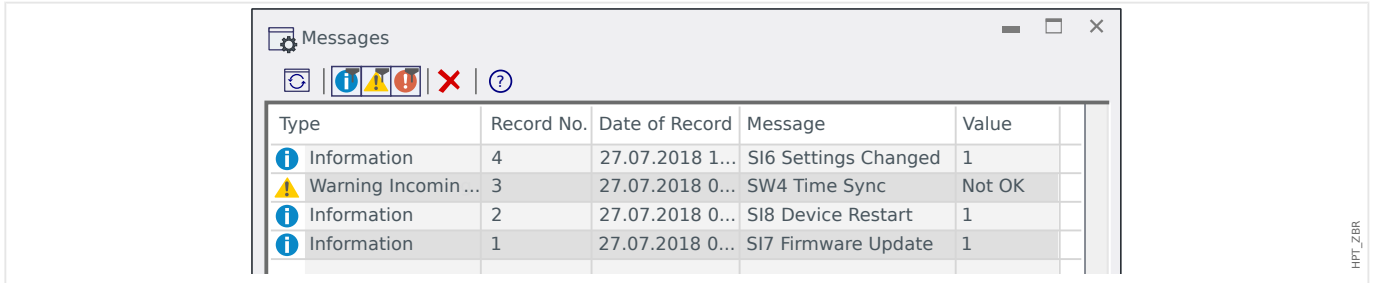 Messages
Type Record No. Date of Record Message Value
Information 4 27.07.2018 1... SI6 Settings Changed 1
Warning Incomin ... 3 27.07.2018 0... SW4 Time Sync Not OK
Information 2 27.07.2018 0... SI8 Device Restart 1
Information 1 27.07.2018 0... SI7 Firmware Update 1
HPT_ZBR